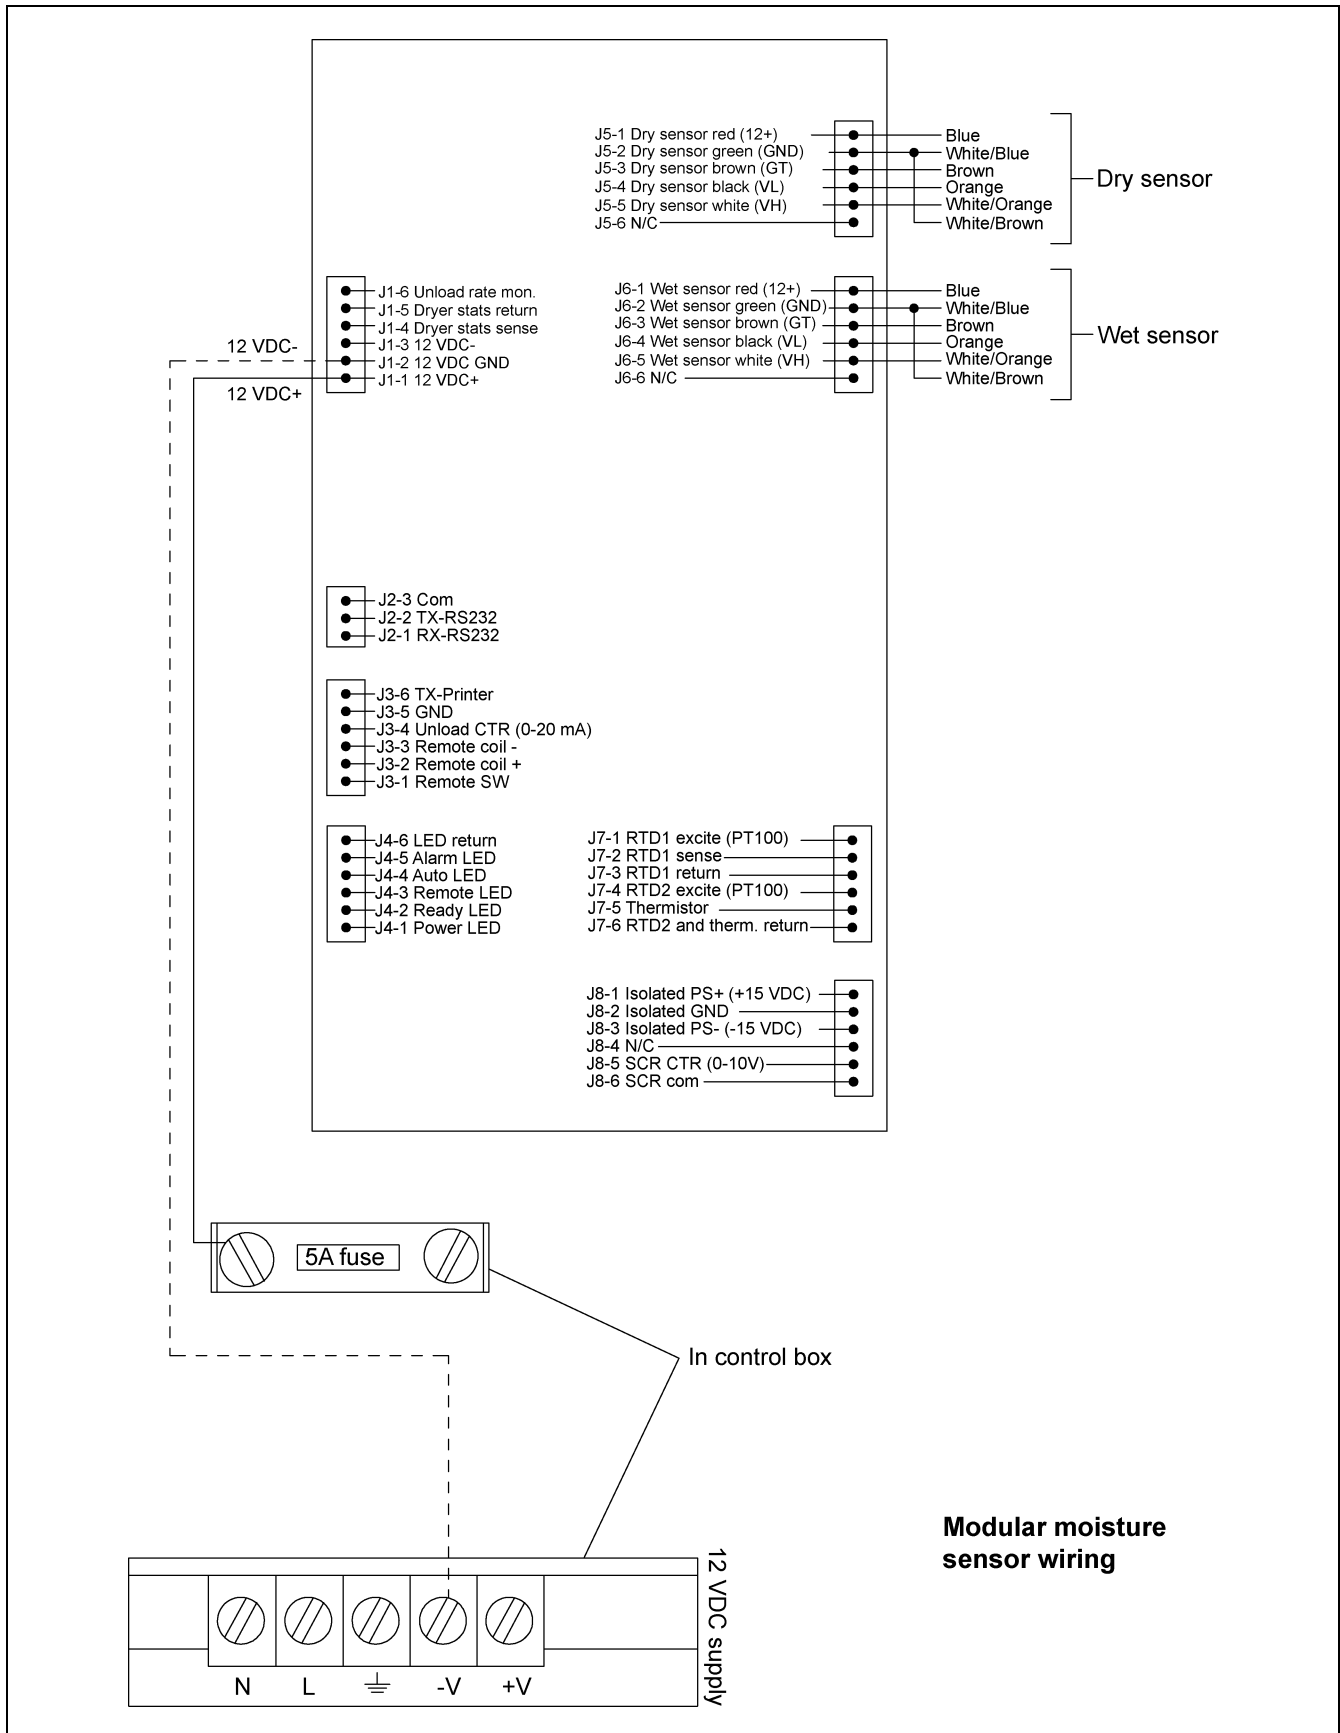 J5-1 Dry sensor red (12+)
J5-2 Dry sensor green (GND)
J5-3 Dry sensor brown (GT)
J5-4 Dry sensor black (VL)
J5-5 Dry sensor white (VH)
J5-6 N/C
Blue
White/Blue
Brown
Orange
White/Orange
White/Brown
Dry sensor
J1-6 Unload rate mon.
J1-5 Dryer stats return
J1-4 Dryer stats sense
J1-3 12 VDC-
J1-2 12 VDC GND
J1-1 12 VDC+
12 VDC-
12 VDC+
J6-1 Wet sensor red (12+)
J6-2 Wet sensor green (GND)
J6-3 Wet sensor brown (GT)
J6-4 Wet sensor black (VL)
J6-5 Wet sensor white (VH)
J6-6 N/C
Blue
White/Blue
Brown
Orange
White/Orange
White/Brown
Wet sensor
J2-3 Com
J2-2 TX-RS232
J2-1 RX-RS232
J3-6 TX-Printer
J3-5 GND
J3-4 Unload CTR (0-20 mA)
J3-3 Remote coil -
J3-2 Remote coil +
J3-1 Remote SW
J4-6 LED return
J4-5 Alarm LED
J4-4 Auto LED
J4-3 Remote LED
J4-2 Ready LED
J4-1 Power LED
J7-1 RTD1 excite (PT100)
J7-2 RTD1 sense
J7-3 RTD1 return
J7-4 RTD2 excite (PT100)
J7-5 Thermistor
J7-6 RTD2 and therm. return
J8-1 Isolated PS+ (+15 VDC)
J8-2 Isolated GND
J8-3 Isolated PS- (-15 VDC)
J8-4 N/C
J8-5 SCR CTR (0-10V)
J8-6 SCR com
5A fuse
In control box
Modular moisture
sensor wiring
12 VDC supply
N L -V +V